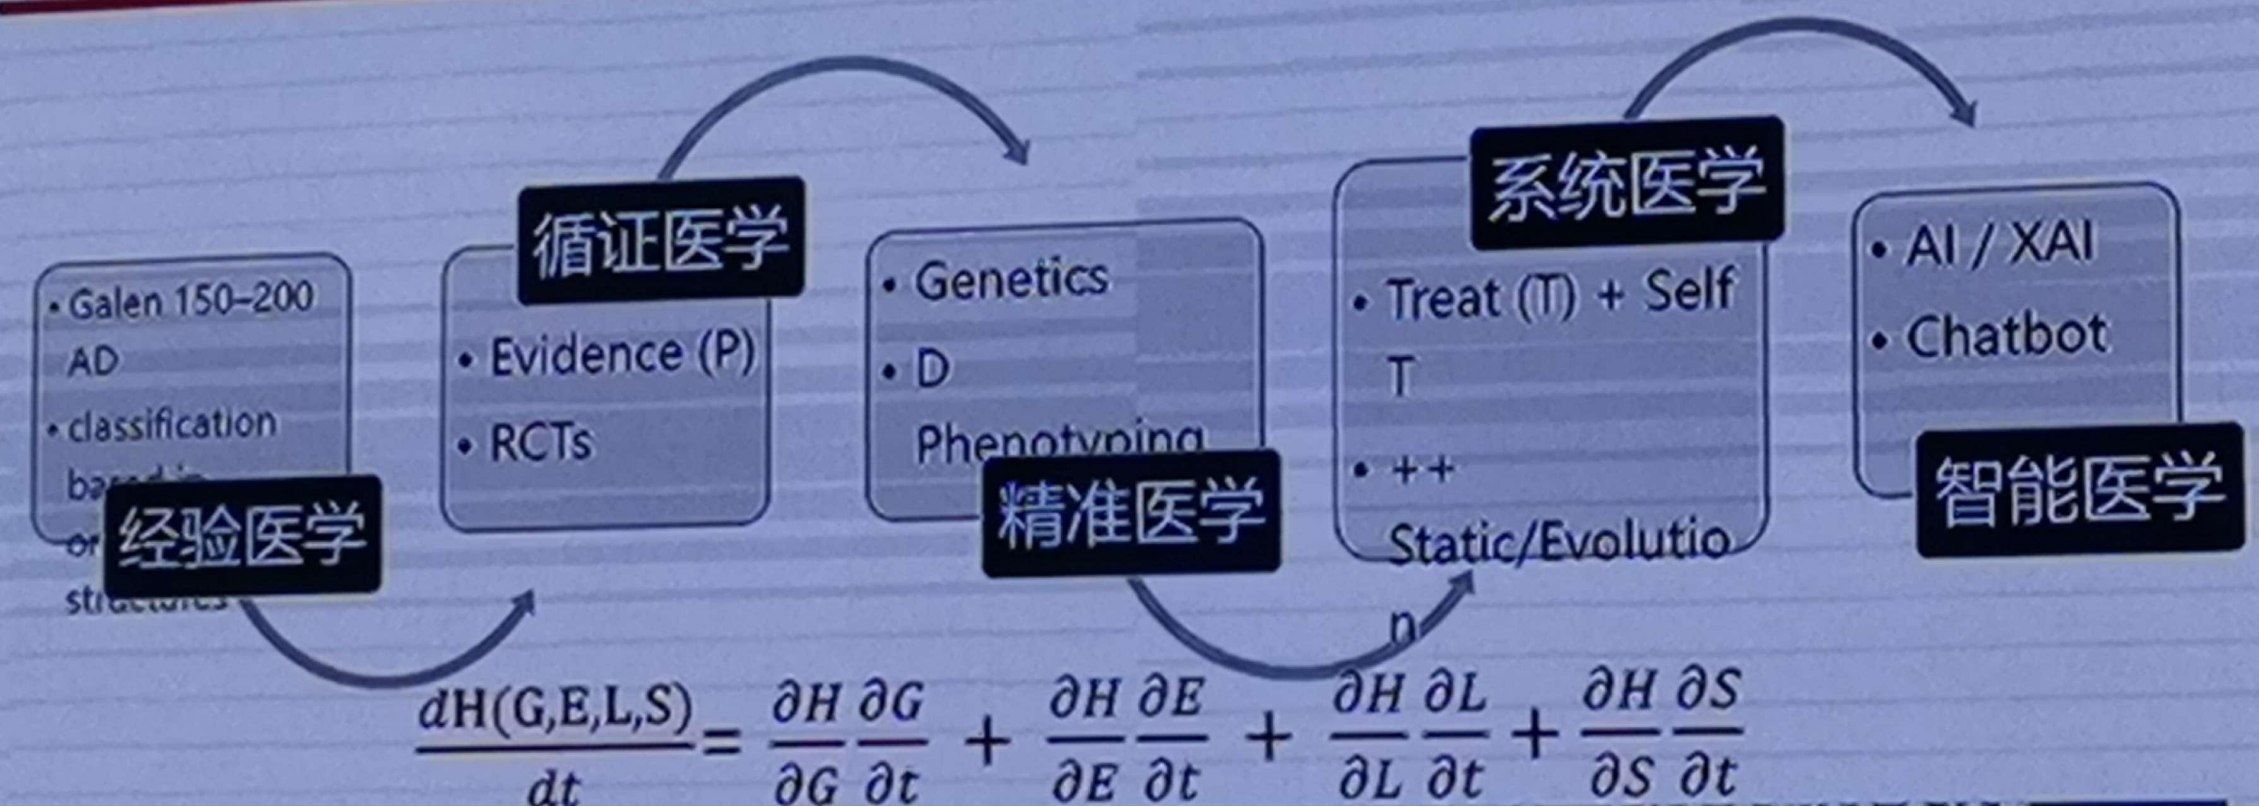 • Galen 150–200
AD
• classification
经验医学
循证医学
• Evidence (P)
• RCTs
• Genetics
• D
Phenotyping
精准医学
系统医学
• Treat (T) + Self
T
• ++
Static/Evolutio
n
• AI / XAI
• Chatbot
智能医学
dH(G,E,L,S)/dt = ∂H/∂G ∂G/∂t + ∂H/∂E ∂E/∂t + ∂H/∂L ∂L/∂t + ∂H/∂S ∂S/∂t